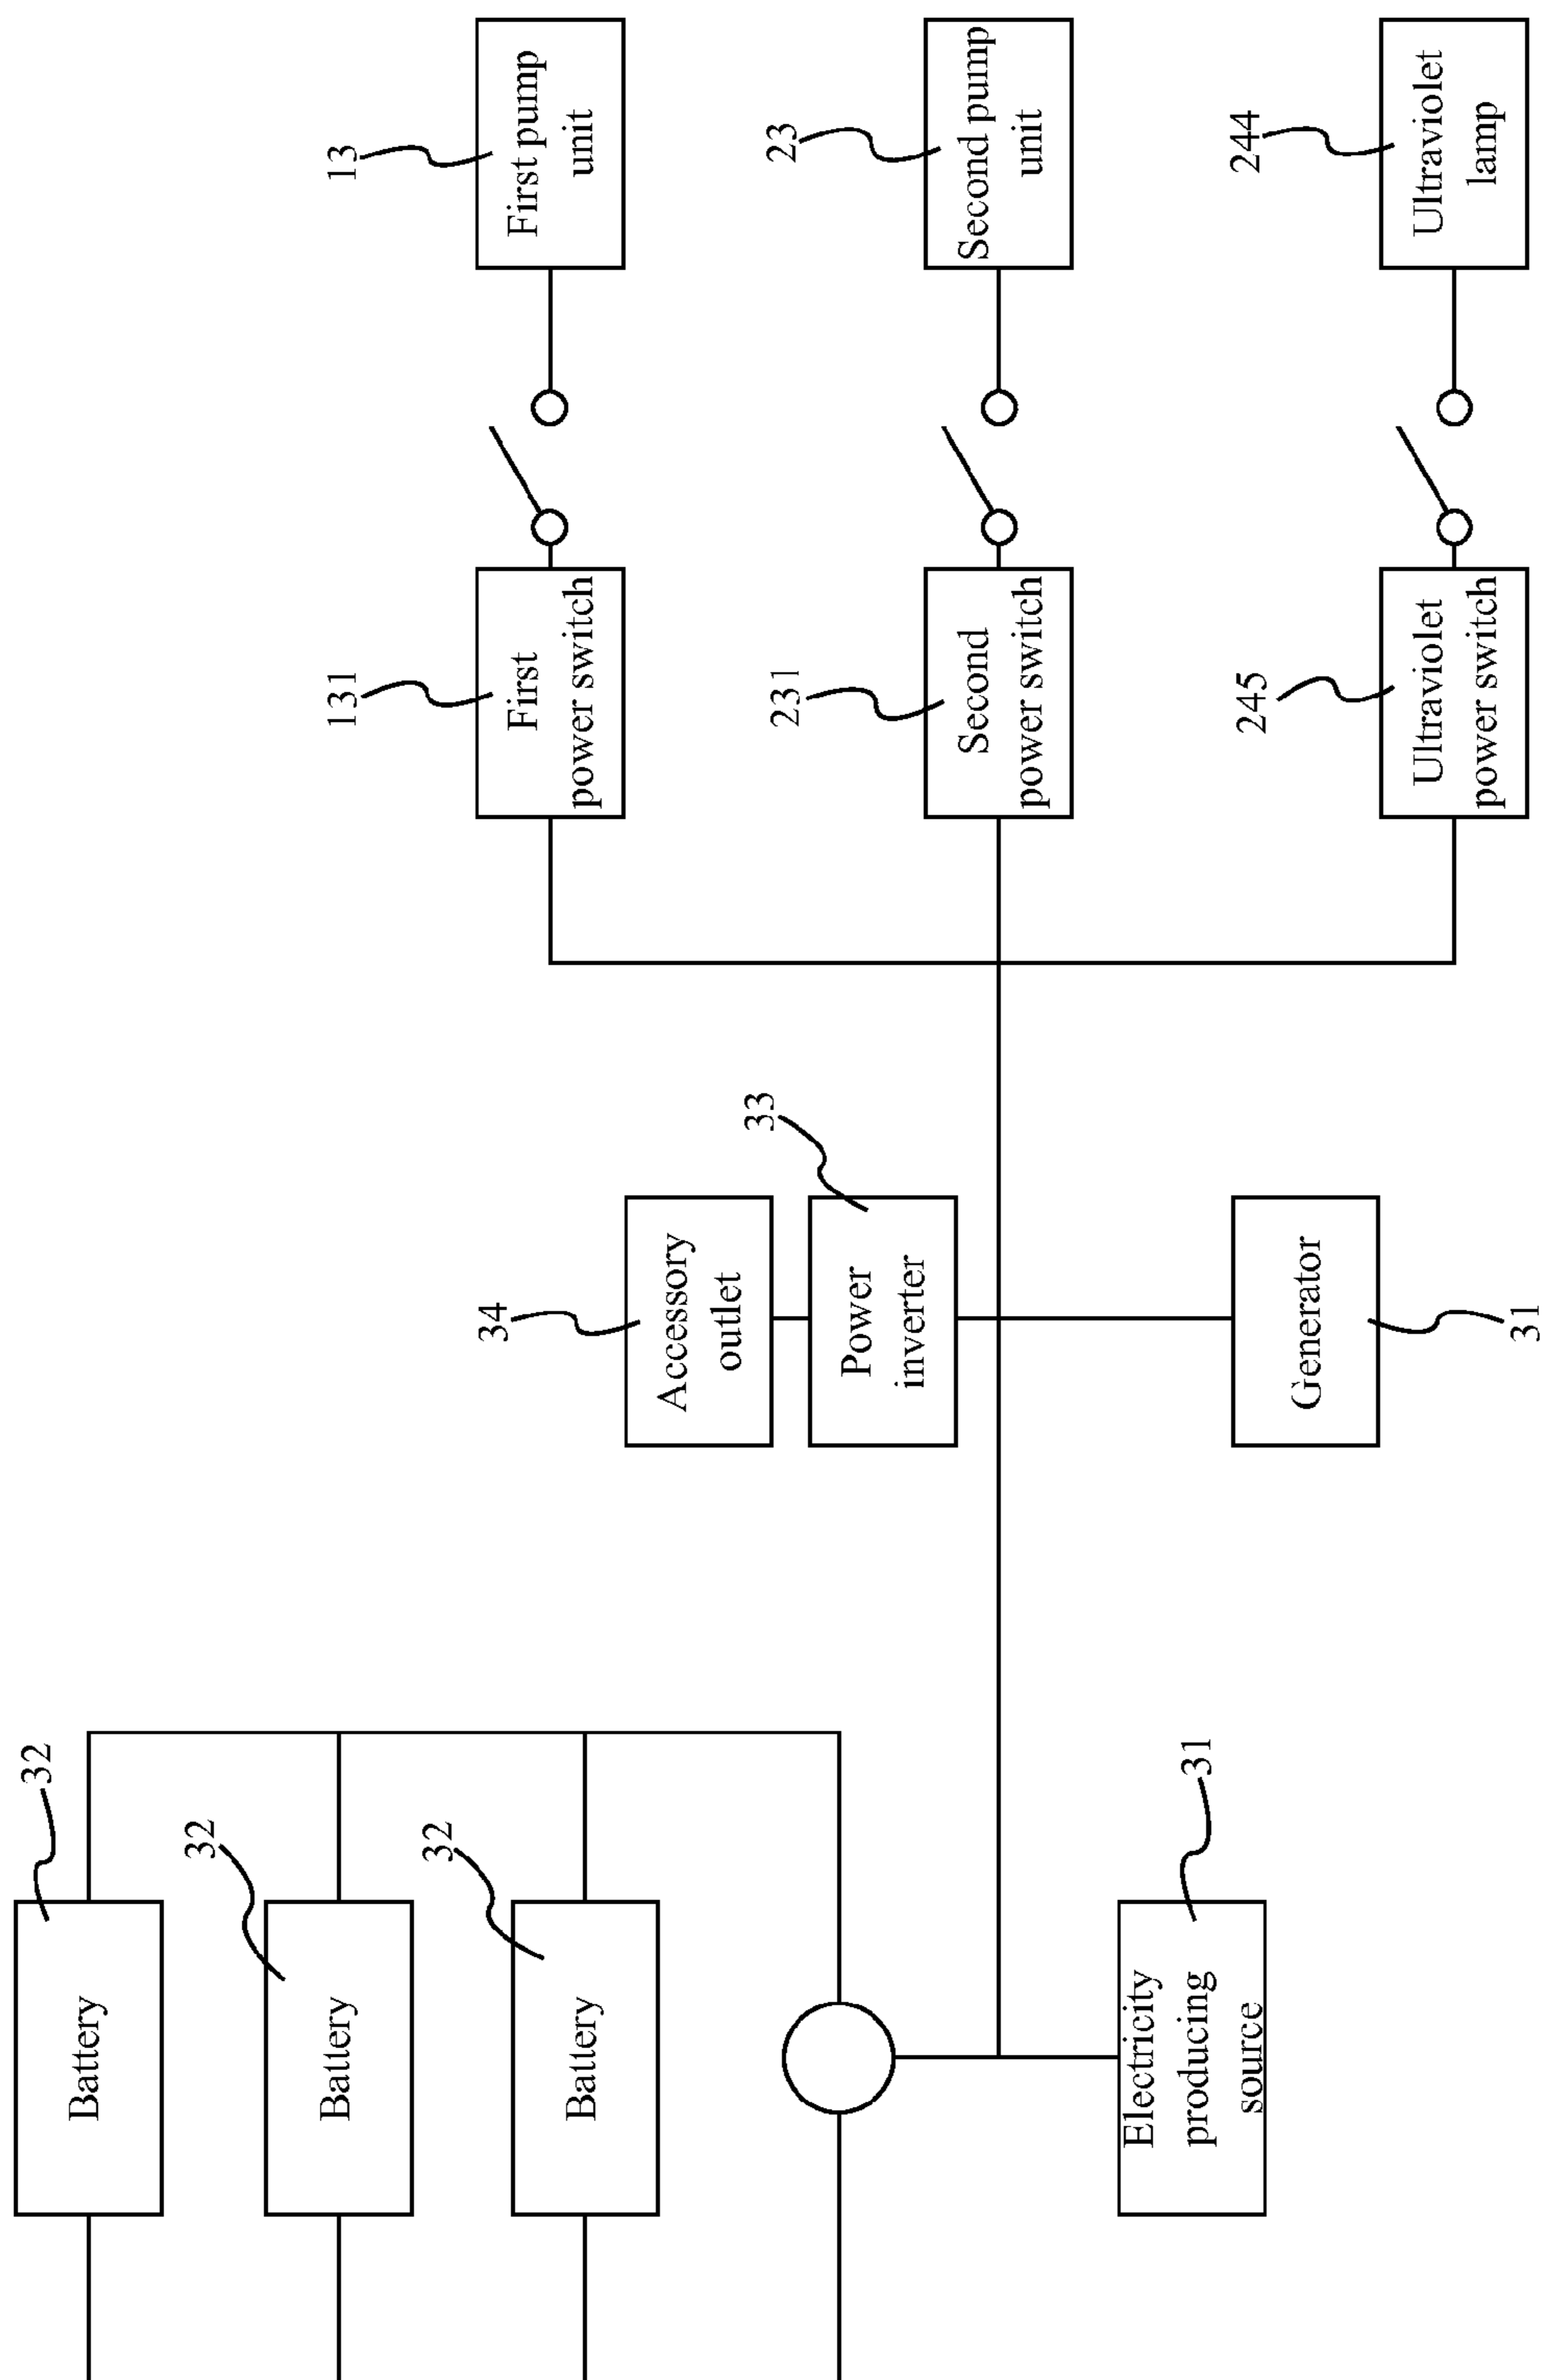 32
Battery
32
Battery
32
Battery
Electricity
producing
source
31
34
Accessory
outlet
33
Power
inverter
Generator
31
131
First
power switch
13
First pump
unit
231
Second
power switch
23
Second pump
unit
245
Ultraviolet
power switch
244
Ultraviolet
lamp